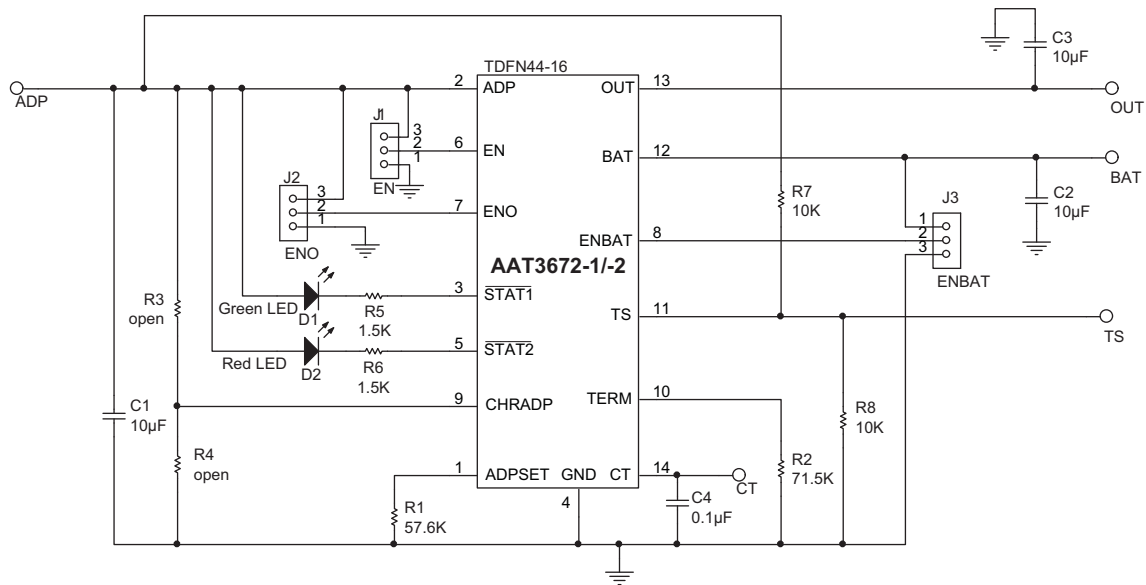 C3
10µF
TDFN44-16
ADP
2
ADP
OUT
13
OUT
J1
3
2
1
6
EN
EN
BAT
12
BAT
J2
3
2
1
7
ENO
ENO
R7
10K
C2
10µF
J3
1
2
3
ENBAT
8
ENBAT
AAT3672-1/-2
Green LED
D1
R5
1.5K
3
STAT1
TS
11
TS
R3
open
Red LED
D2
R6
1.5K
5
STAT2
C1
10µF
9
CHRADP
TERM
10
R8
10K
R4
open
1
ADPSET
GND
4
CT
14
CT
R2
71.5K
R1
57.6K
C4
0.1µF